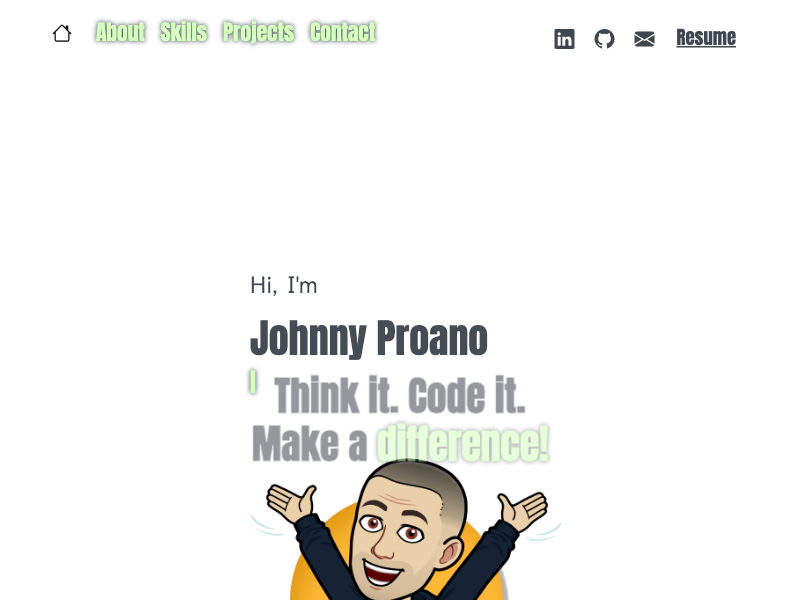 About Skills Projects Contact Resume
Hi, I'm
Johnny Proano
Think it. Code it.
Make a difference!